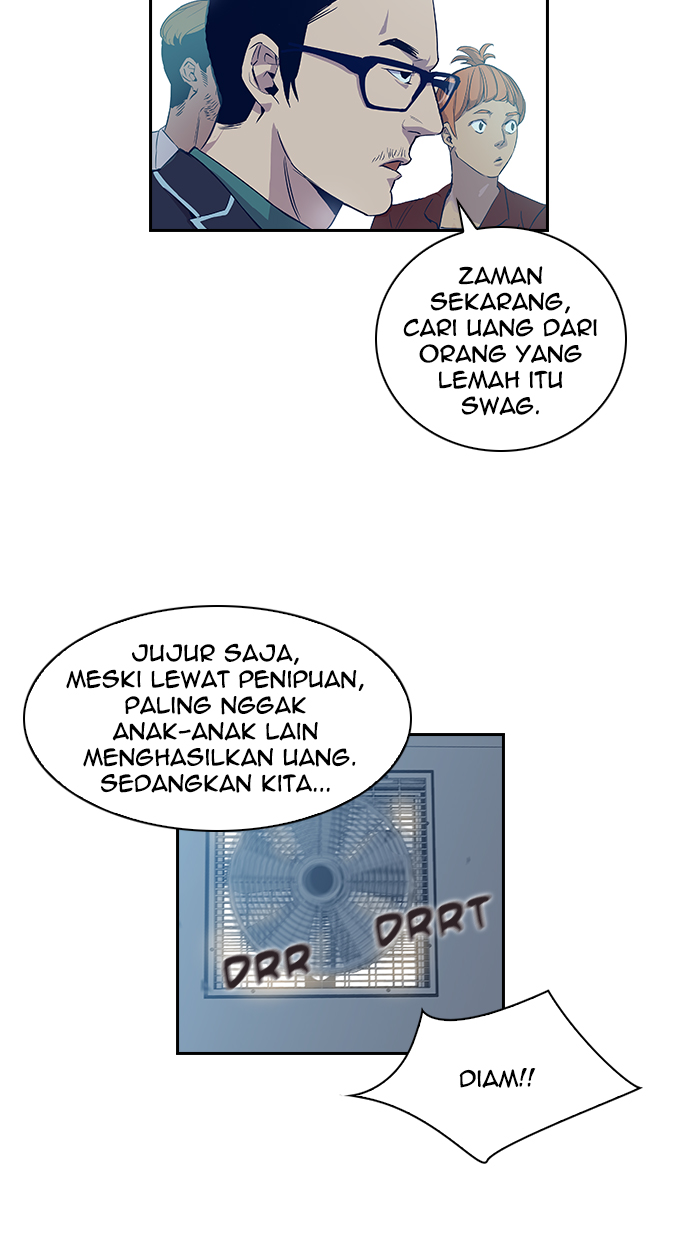 ZAMAN
SEKARANG,
CARI UANG DARI
ORANG YANG
LEMAH ITU
SWAG.
JUJUR SAJA,
MESKI LEWAT PENIPUAN,
PALING NGGAK
ANAK-ANAK LAIN
MENGHASILKAN UANG.
SEDANGKAN KITA...
DRR
DRRT
DIAM!!